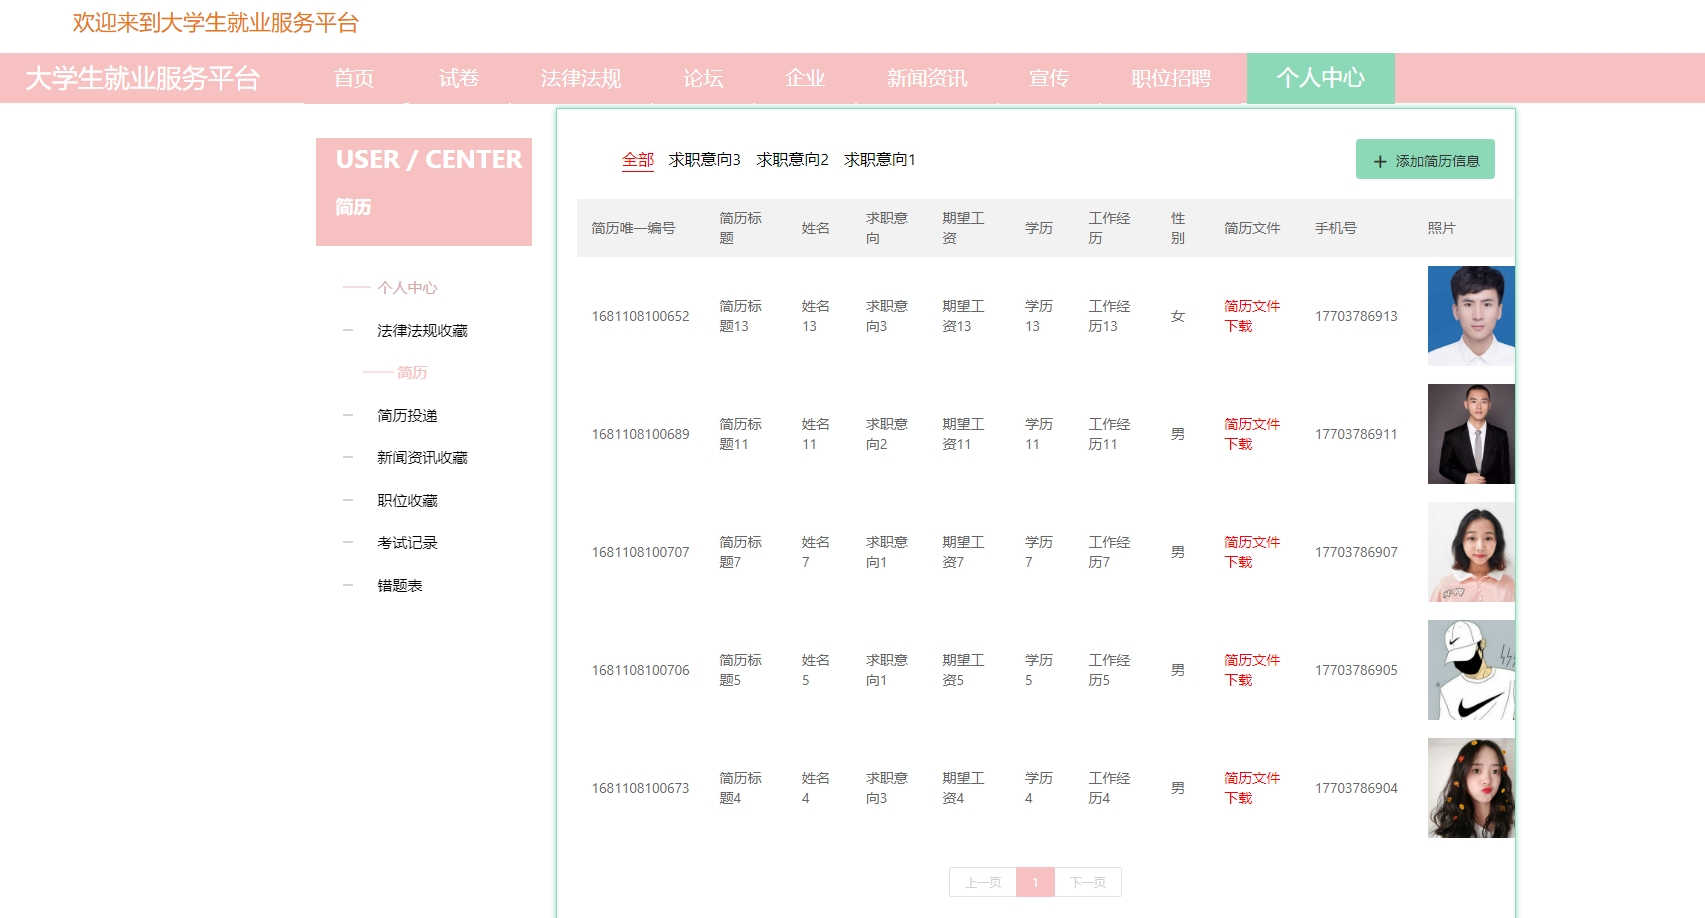 欢迎来到大学生就业服务平台
大学生就业服务平台 首页 试卷 法律法规 论坛 企业 新闻资讯 宣传 职位招聘 个人中心
USER / CENTER
简历
个人中心
法律法规收藏
简历
简历投递
新闻资讯收藏
职位收藏
考试记录
错题表
全部 求职意向3 求职意向2 求职意向1
+ 添加简历信息
简历唯一编号 简历标题 姓名 求职意向 期望工资 学历 工作经历 性别 简历文件 手机号 照片
1681108100652 简历标题13 姓名13 求职意向3 期望工资13 学历13 工作经历13 女 简历文件下载 17703786913
1681108100689 简历标题11 姓名11 求职意向2 期望工资11 学历11 工作经历11 男 简历文件下载 17703786911
1681108100707 简历标题7 姓名7 求职意向1 期望工资7 学历7 工作经历7 男 简历文件下载 17703786907
1681108100706 简历标题5 姓名5 求职意向1 期望工资5 学历5 工作经历5 男 简历文件下载 17703786905
1681108100673 简历标题4 姓名4 求职意向3 期望工资4 学历4 工作经历4 男 简历文件下载 17703786904
上一页 1 下一页